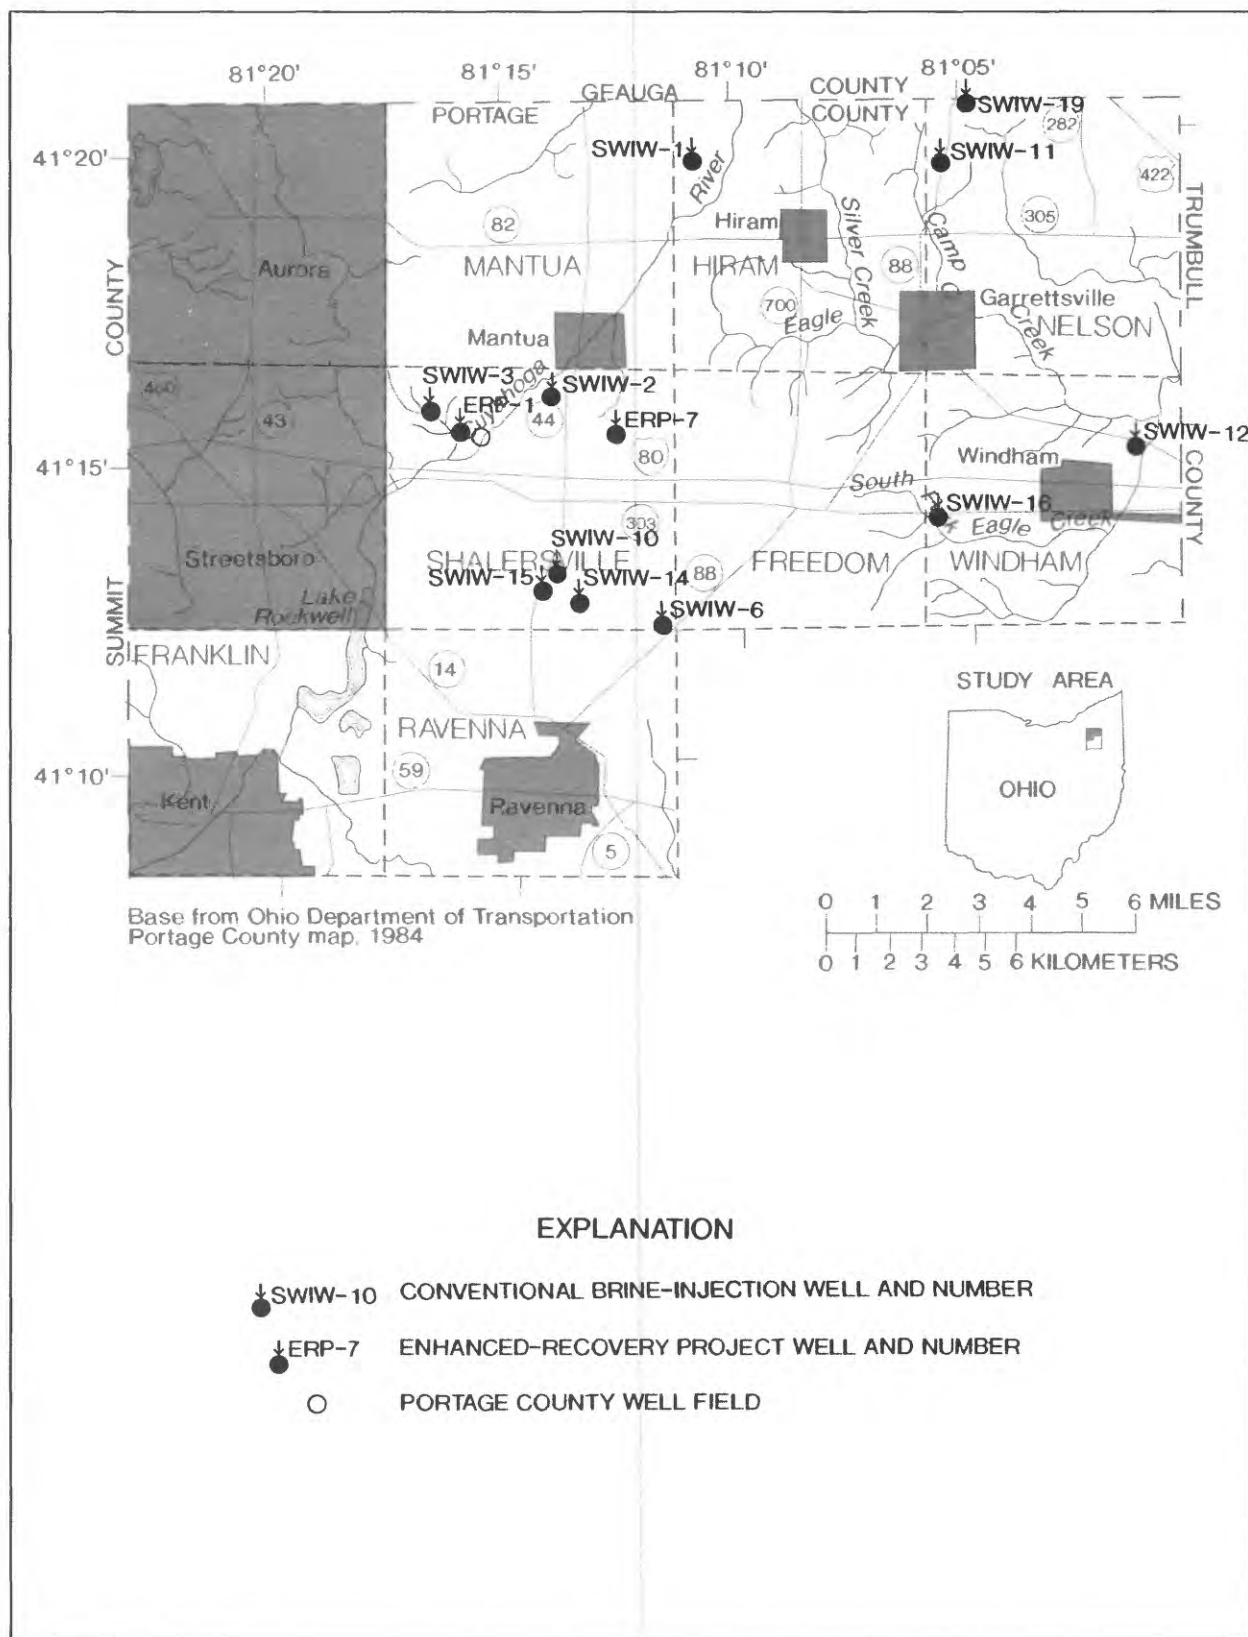 81°20'
81°15'
81°10'
81°05'
GEAUGA
COUNTY
PORTAGE
COUNTY
SWIW-19
282
SWIW-1
SWIW-11
41°20'
422
River
TRUMBULL
Hiram
305
82
Silver Creek
Camp Cr
MANTUA
HIRAM
88
Aurora
COUNTY
700
Eagle
Garrettsville
Creek
NELSON
Mantua
SWIW-3
SWIW-2
ERP-1
Cuyahoga
44
ERP-7
43
SWIW-12
80
Windham
41°15'
COUNTY
South
SWIW-16
303
Eagle
Creek
SWIW-10
Streetsboro
SHALERSVILLE
FREEDOM
WINDHAM
SWIW-15
SWIW-14
88
Lake
Rockwell
SWIW-6
SUMMIT
FRANKLIN
14
STUDY AREA
RAVENNA
41°10'
59
OHIO
Kent
Ravenna
5
Base from Ohio Department of Transportation
Portage County map, 1984
0 1 2 3 4 5 6 MILES
0 1 2 3 4 5 6 KILOMETERS
EXPLANATION
SWIW-10 CONVENTIONAL BRINE-INJECTION WELL AND NUMBER
ERP-7 ENHANCED-RECOVERY PROJECT WELL AND NUMBER
PORTAGE COUNTY WELL FIELD